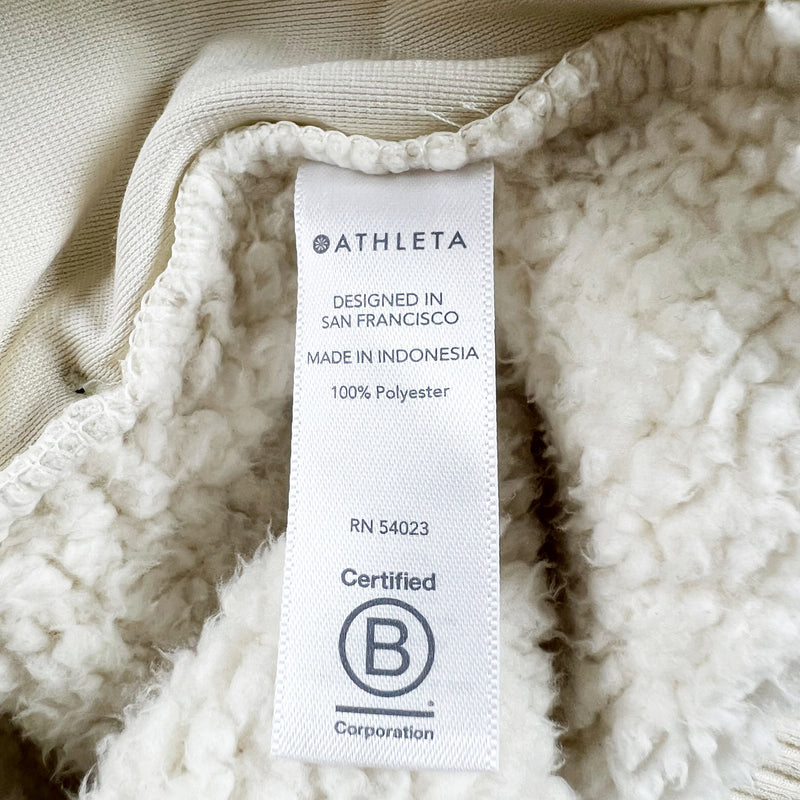 ATHLETA
DESIGNED IN
SAN FRANCISCO
MADE IN INDONESIA
100% Polyester
RN 54023
Certified
B
Corporation